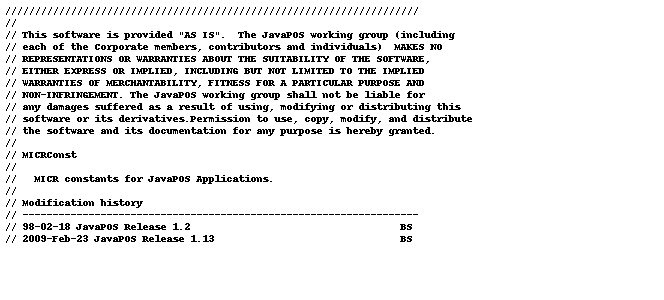 //////////////////////////////////////////////////////////////////////
//
// This software is provided "AS IS".  The JavaPOS working group (including
// each of the Corporate members, contributors and individuals)  MAKES NO
// REPRESENTATIONS OR WARRANTIES ABOUT THE SUITABILITY OF THE SOFTWARE,
// EITHER EXPRESS OR IMPLIED, INCLUDING BUT NOT LIMITED TO THE IMPLIED
// WARRANTIES OF MERCHANTABILITY, FITNESS FOR A PARTICULAR PURPOSE AND
// NON-INFRINGEMENT. The JavaPOS working group shall not be liable for
// any damages suffered as a result of using, modifying or distributing this
// software or its derivatives.Permission to use, copy, modify, and distribute
// the software and its documentation for any purpose is hereby granted.
//
// MICRConst
//
//   MICR constants for JavaPOS Applications.
//
// Modification history
// ------------------------------------------------------------------
// 98-02-18 JavaPOS Release 1.2                                   BS
// 2009-Feb-23 JavaPOS Release 1.13                               BS